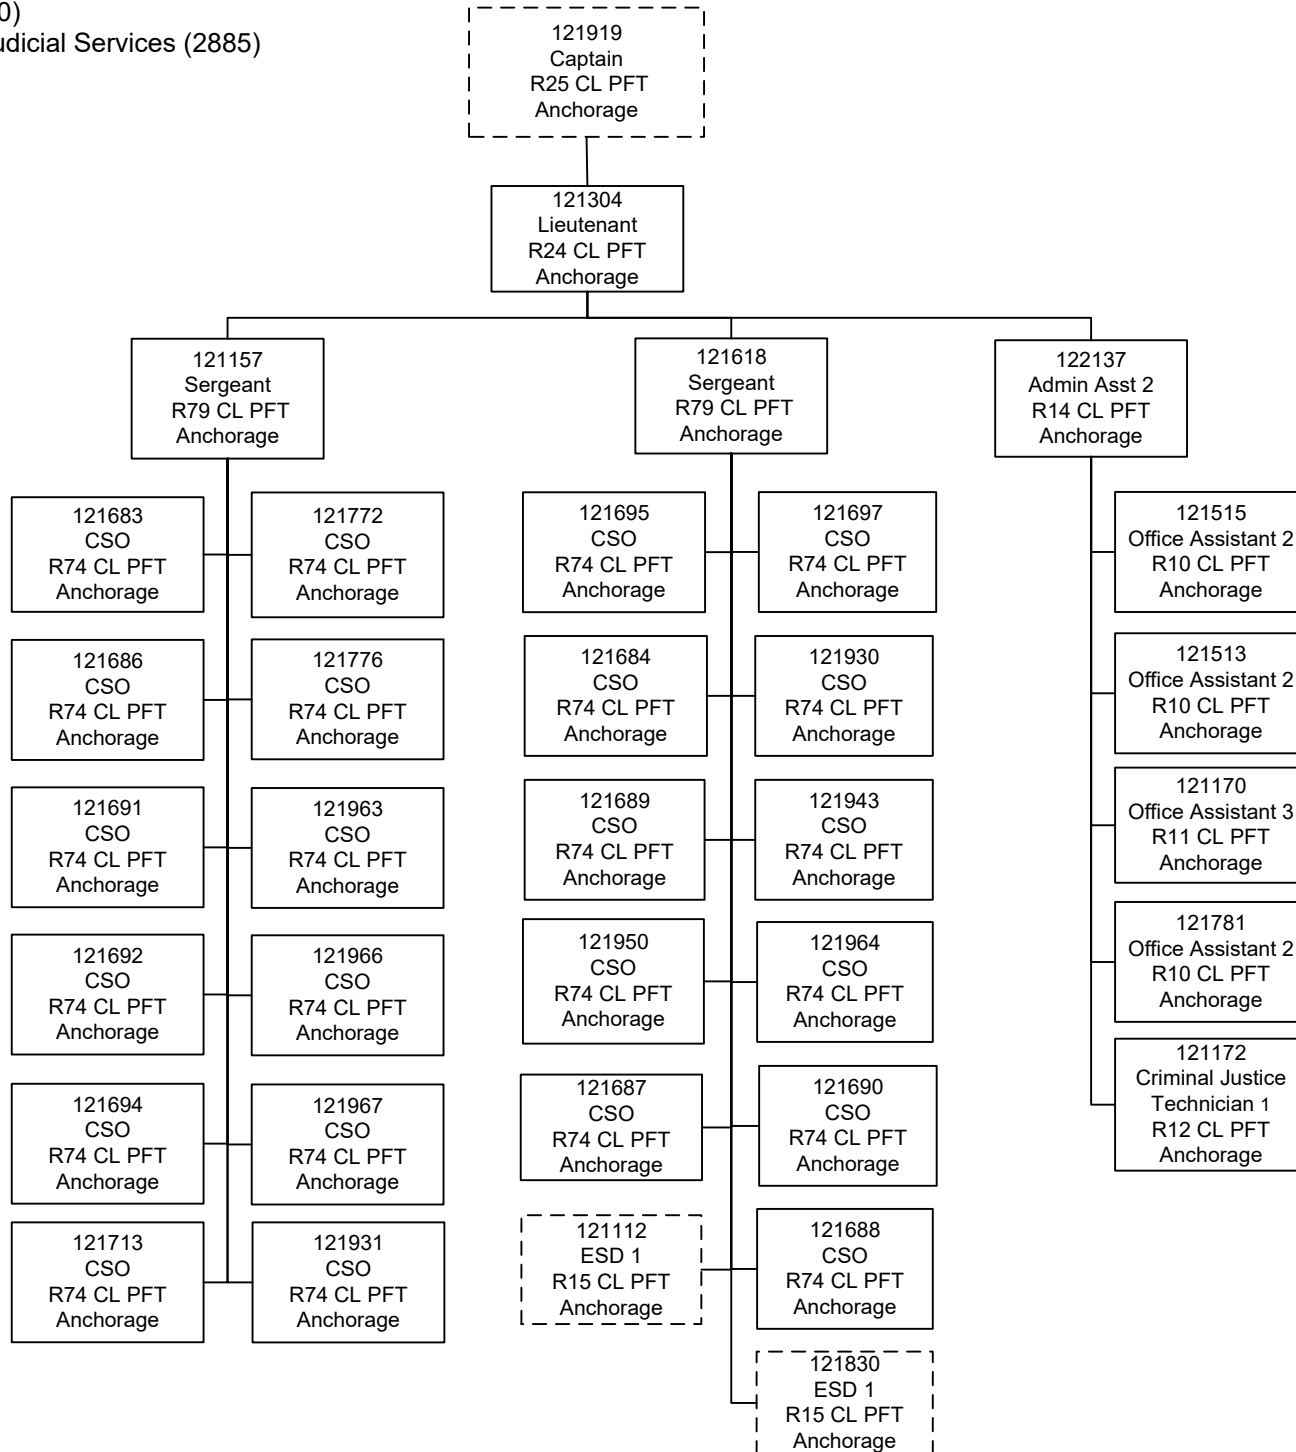 0)
udicial Services (2885)
121919
Captain
R25 CL PFT
Anchorage
121304
Lieutenant
R24 CL PFT
Anchorage
121157
Sergeant
R79 CL PFT
Anchorage
121618
Sergeant
R79 CL PFT
Anchorage
122137
Admin Asst 2
R14 CL PFT
Anchorage
121683
CSO
R74 CL PFT
Anchorage
121772
CSO
R74 CL PFT
Anchorage
121686
CSO
R74 CL PFT
Anchorage
121776
CSO
R74 CL PFT
Anchorage
121691
CSO
R74 CL PFT
Anchorage
121963
CSO
R74 CL PFT
Anchorage
121692
CSO
R74 CL PFT
Anchorage
121966
CSO
R74 CL PFT
Anchorage
121694
CSO
R74 CL PFT
Anchorage
121967
CSO
R74 CL PFT
Anchorage
121713
CSO
R74 CL PFT
Anchorage
121931
CSO
R74 CL PFT
Anchorage
121695
CSO
R74 CL PFT
Anchorage
121697
CSO
R74 CL PFT
Anchorage
121684
CSO
R74 CL PFT
Anchorage
121930
CSO
R74 CL PFT
Anchorage
121689
CSO
R74 CL PFT
Anchorage
121943
CSO
R74 CL PFT
Anchorage
121950
CSO
R74 CL PFT
Anchorage
121964
CSO
R74 CL PFT
Anchorage
121687
CSO
R74 CL PFT
Anchorage
121690
CSO
R74 CL PFT
Anchorage
121112
ESD 1
R15 CL PFT
Anchorage
121688
CSO
R74 CL PFT
Anchorage
121830
ESD 1
R15 CL PFT
Anchorage
121515
Office Assistant 2
R10 CL PFT
Anchorage
121513
Office Assistant 2
R10 CL PFT
Anchorage
121170
Office Assistant 3
R11 CL PFT
Anchorage
121781
Office Assistant 2
R10 CL PFT
Anchorage
121172
Criminal Justice
Technician 1
R12 CL PFT
Anchorage